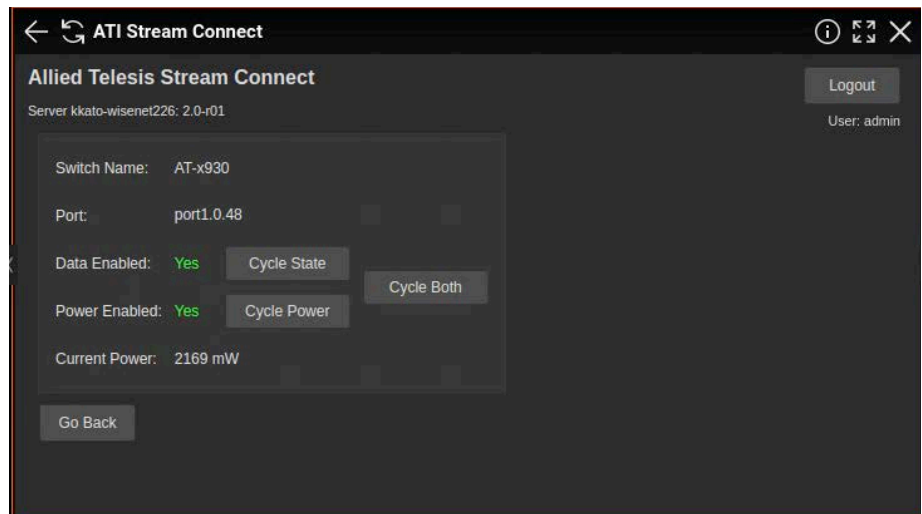 ATI Stream Connect
Allied Telesis Stream Connect
Logout
Server kkato-wisenet226: 2.0-r01
User: admin
Switch Name: AT-x930
Port: port1.0.48
Data Enabled: Yes Cycle State
Cycle Both
Power Enabled: Yes Cycle Power
Current Power: 2169 mW
Go Back